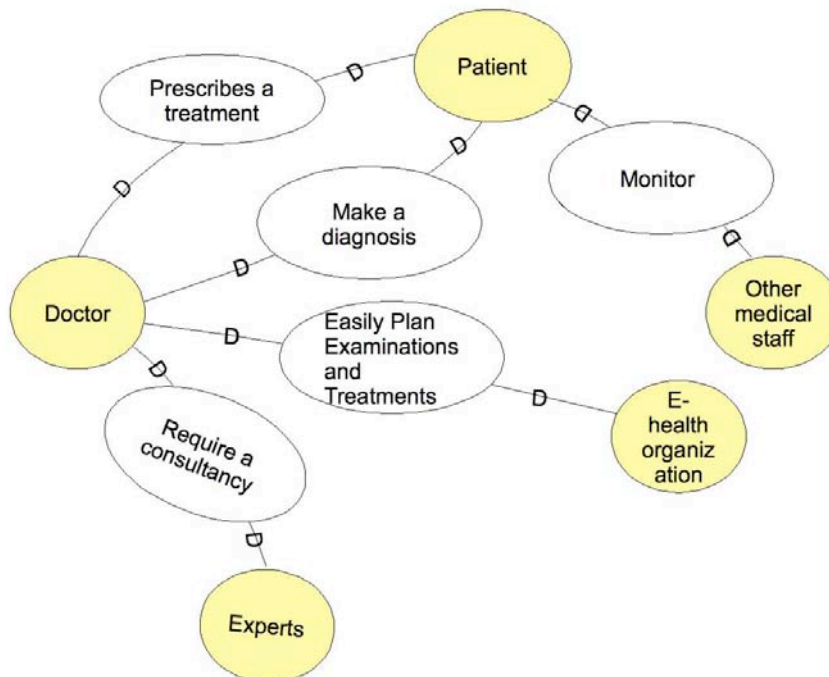 Patient
D
Prescribes a
treatment
D
D
D
Monitor
D
Make a
diagnosis
D
D
Other
medical
staff
Doctor
Easily Plan
Examinations
and
Treatments
D
D
D
E-
health
organiz
ation
Require a
consultancy
D
Experts